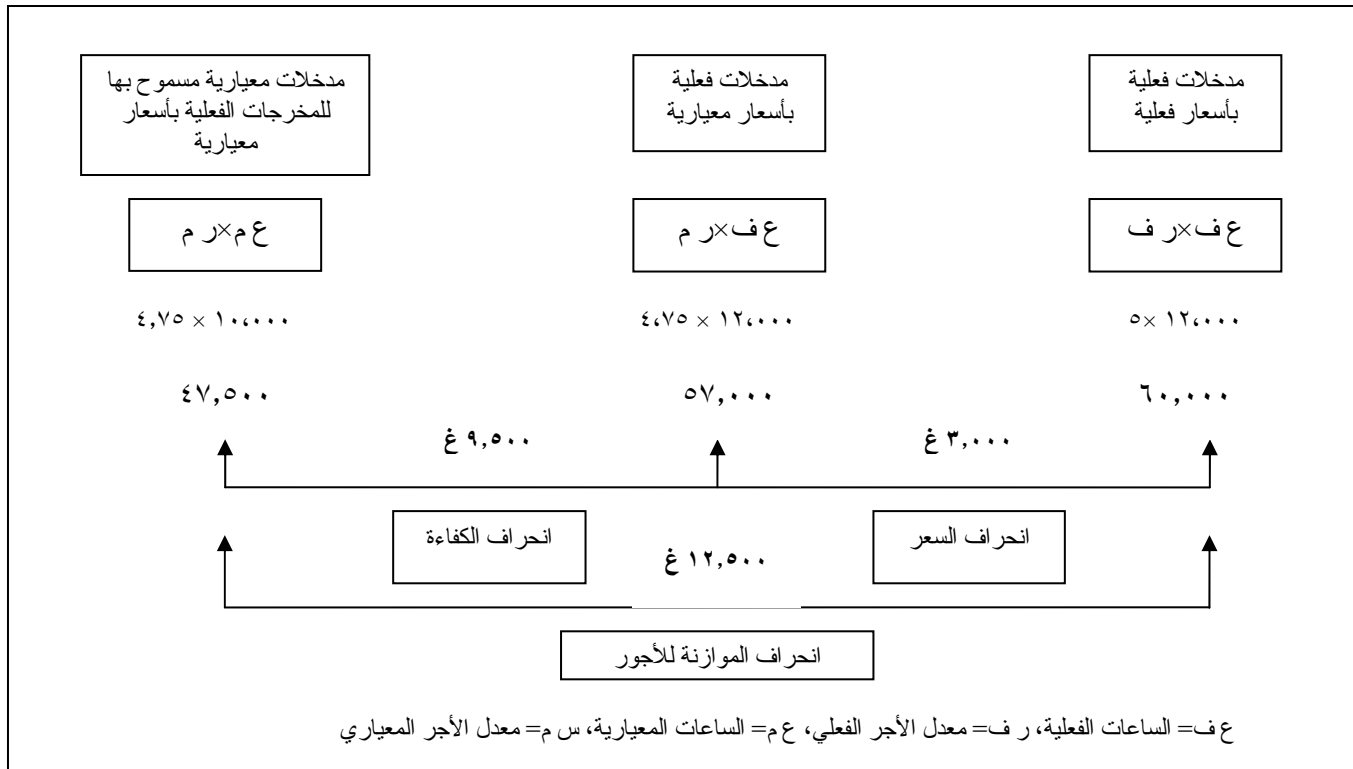 مدخلات فعلية
بأسعار فعلية
مدخلات فعلية
بأسعار معيارية
مدخلات معيارية مسموح بها
للمخرجات الفعلية بأسعار
معيارية
ع ف×ر ف
ع ف×ر م
ع م×ر م
١٢،٠٠٠ ×٥
١٢،٠٠٠ × ٤،٧٥
١٠،٠٠٠ × ٤,٧٥
٦٠,٠٠٠
٥٧,٠٠٠
٤٧,٥٠٠
٣,٠٠٠ غ
٩,٥٠٠ غ
انحراف السعر
انحراف الكفاءة
١٢,٥٠٠ غ
انحراف الموازنة للأجور
ع ف= الساعات الفعلية، ر ف= معدل الأجر الفعلي، ع م= الساعات المعيارية، س م= معدل الأجر المعياري